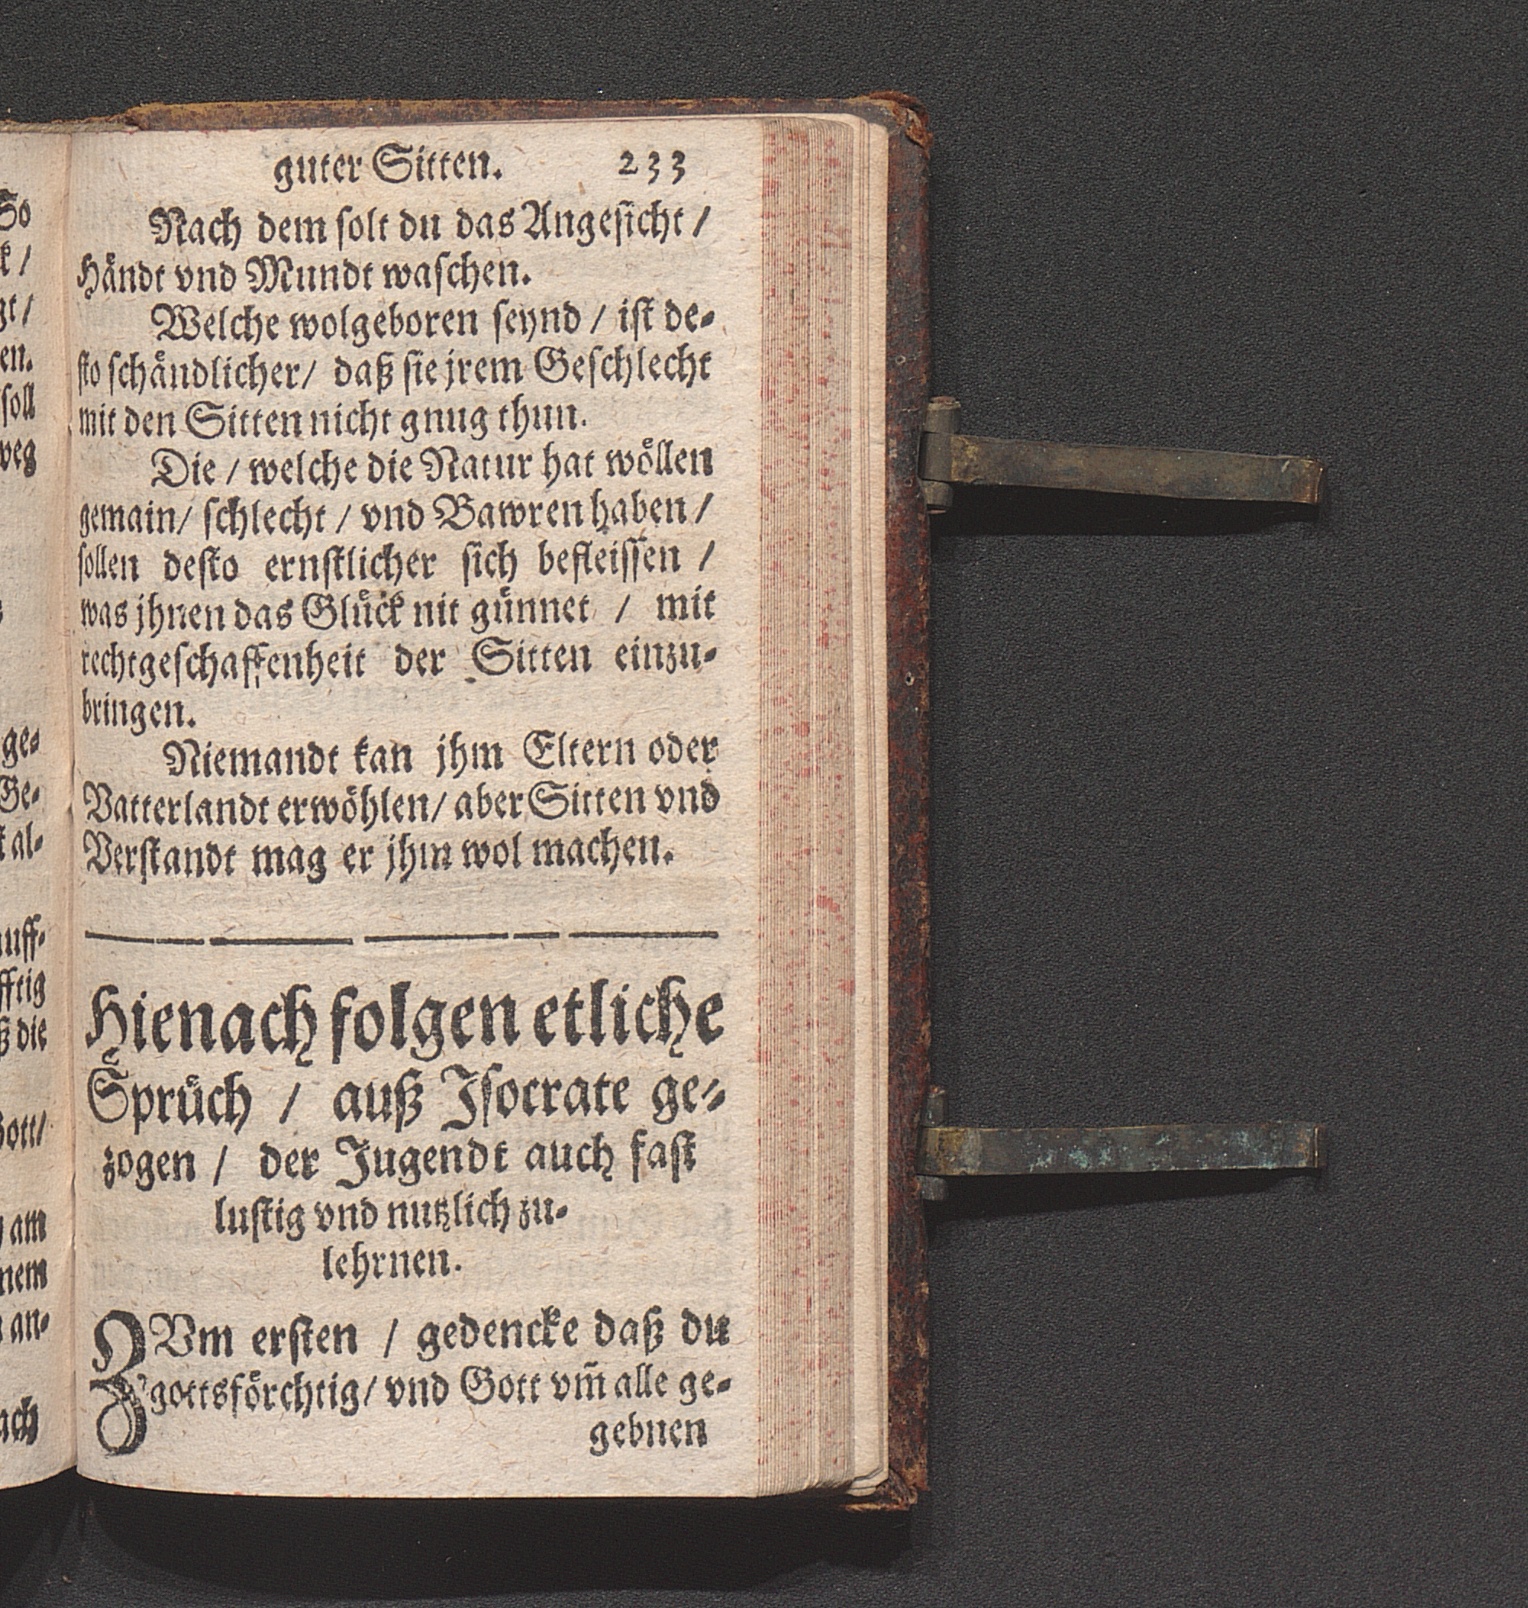 guter Sitten. 233
Nach dem solt du das Angesicht /
Händt vnd Mundt waschen.
Welche wolgeboren seynd / ist de-
sto schändlicher / daß sie jrem Geschlecht
mit den Sitten nicht gnug thun.
Die / welche die Natur hat wöllen
gemain / schlecht / vnd Bawren haben /
sollen desto ernstlicher sich befleissen /
was jhnen das Glück nit günnet / mit
rechtgeschaffenheit der Sitten einzu-
bringen.
Niemandt kan jhm Eltern oder
Vatterlandt erwöhlen / aber Sitten vnd
Verstandt mag er jhm wol machen.
Hienach folgen etliche
Sprüch / auß Isocrate ge-
zogen / der Jugendt auch fast
lustig vnd nutzlich zu-
lehrnen.
ZVm ersten / gedencke daß du
gottsförchtig / vnd Gott vm̃ alle ge-
gebnen